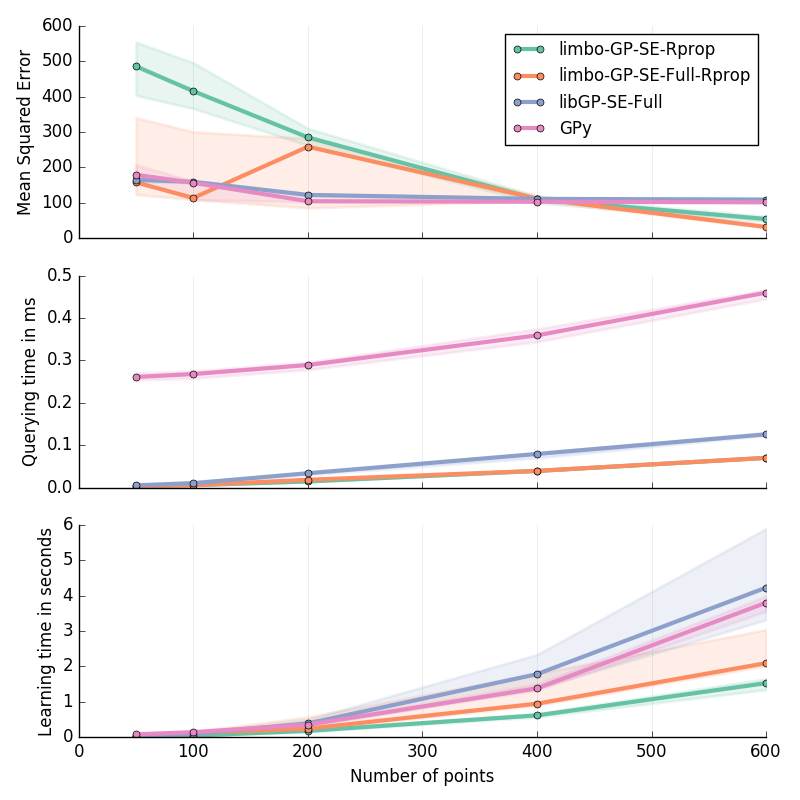 600
500
400
300
200
100
0
Mean Squared Error
limbo-GP-SE-Rprop
limbo-GP-SE-Full-Rprop
libGP-SE-Full
GPy
0.5
0.4
0.3
0.2
0.1
0.0
Querying time in ms
6
5
4
3
2
1
0
Learning time in seconds
0 100 200 300 400 500 600
Number of points